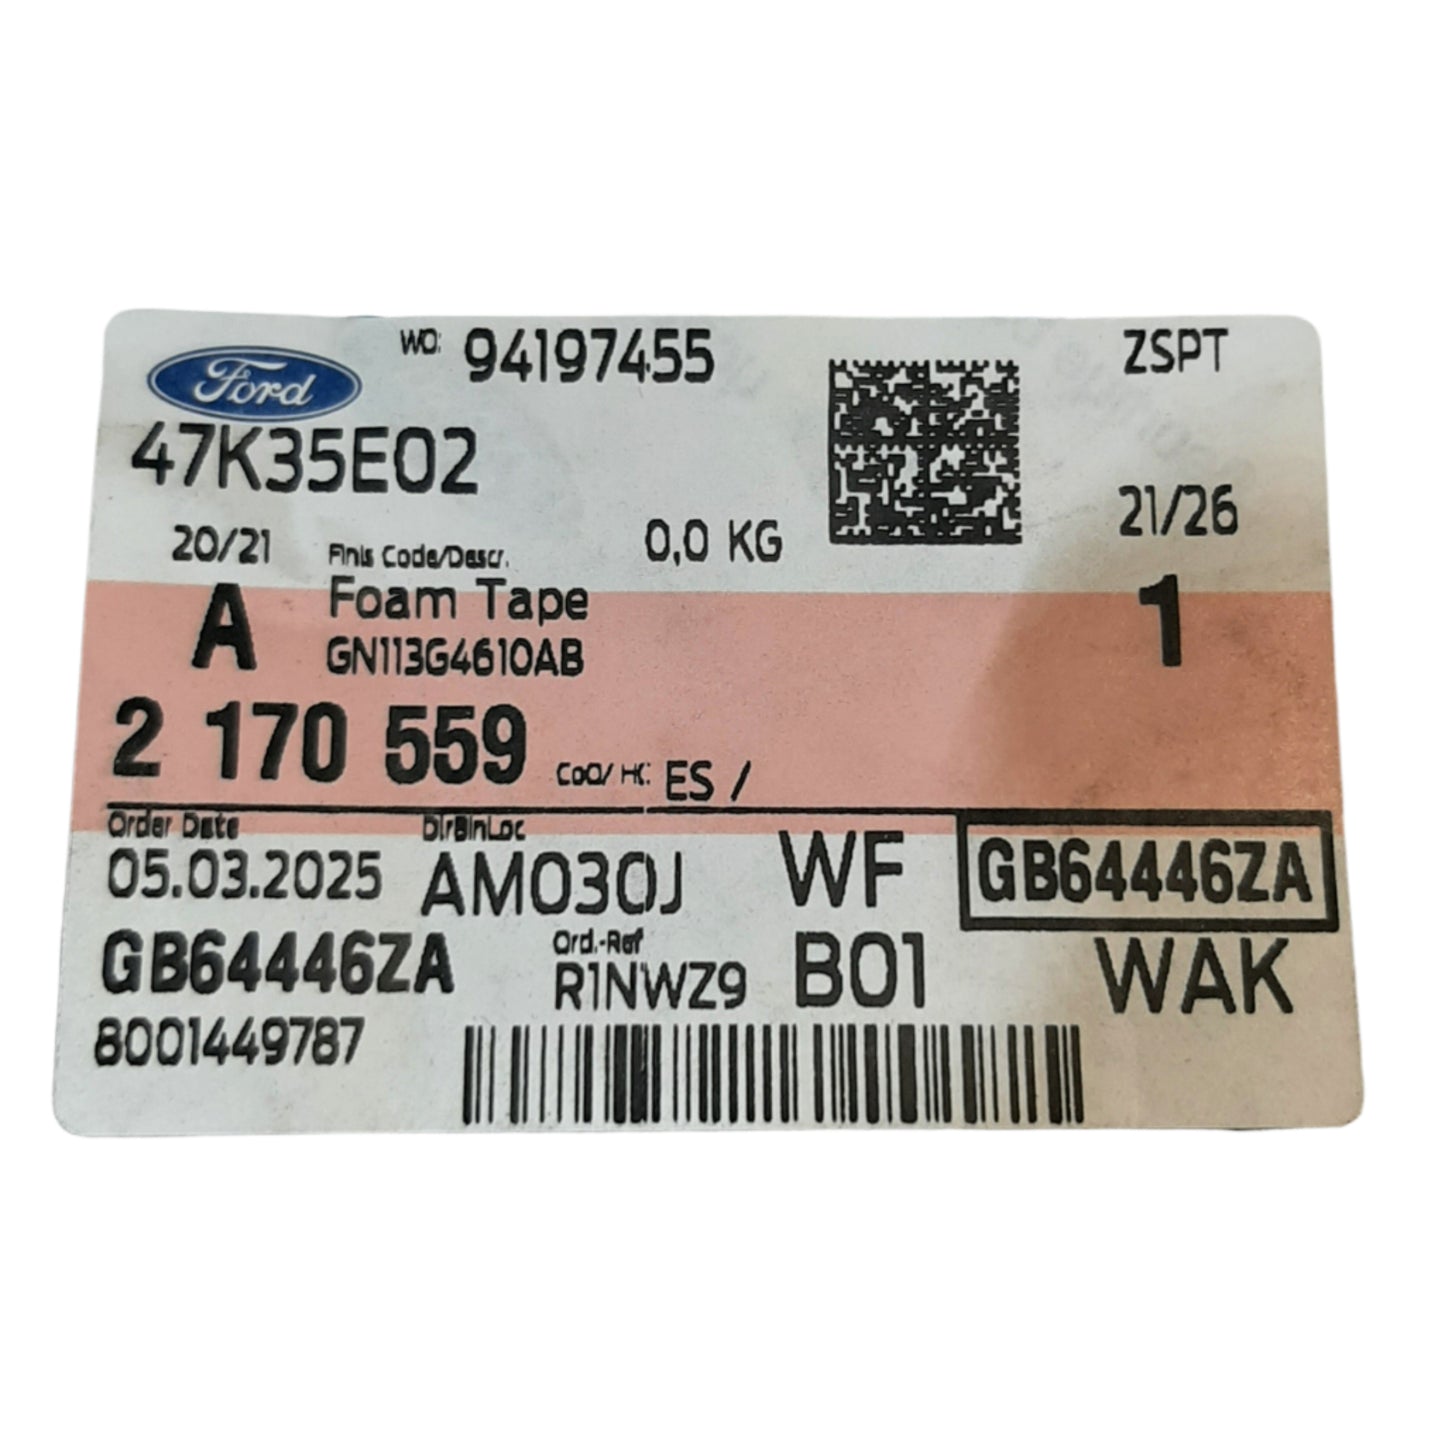 Ford
WO: 94197455
ZSPT
47K35E02
20/21
0,0 KG
21/26
Finis Code/Descr.
A
Foam Tape
1
GN113G4610AB
2 170 559
CoO/ HC: ES /
Order Date
DlrBinLoc
05.03.2025
AM030J
WF
GB64446ZA
GB64446ZA
Ord.-Ref
R1NWZ9
B01
WAK
8001449787